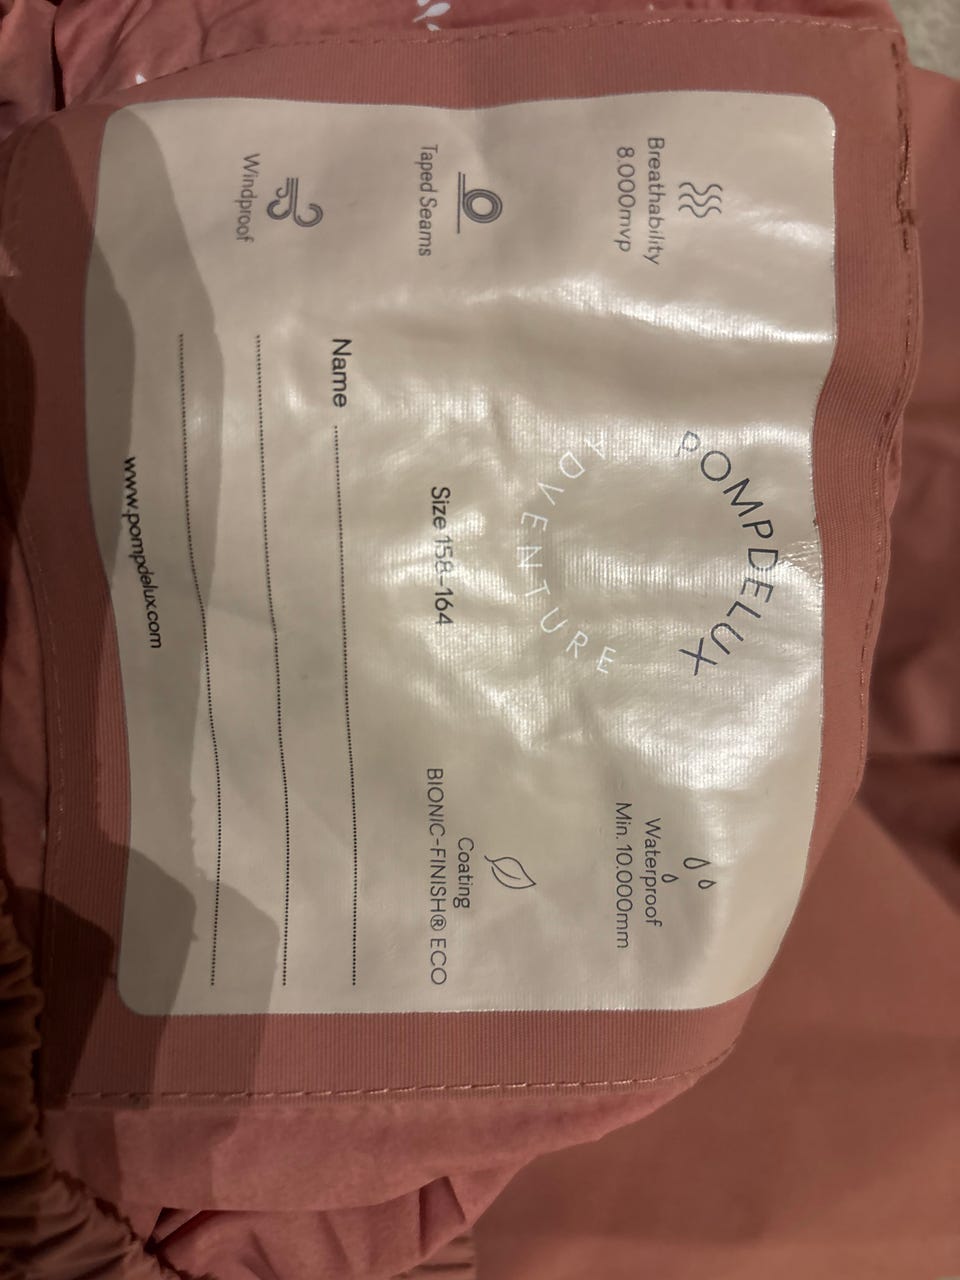 POMPDELUX
ADVENTURE
Breathability
8.000mvp
Waterproof
Min. 10.000mm
Taped Seams
Size 158-164
Coating
BIONIC-FINISH® ECO
Windproof
Name
www.pompdelux.com